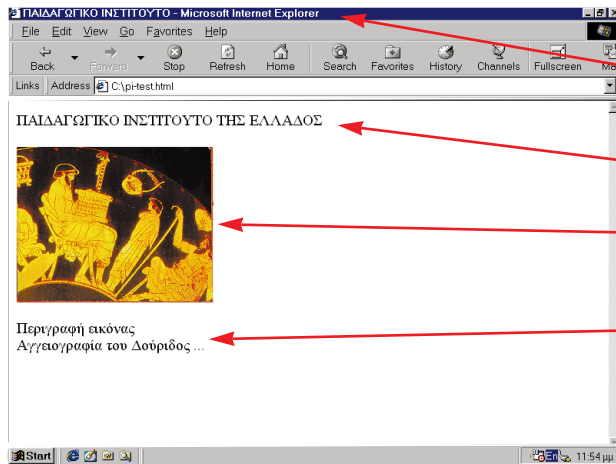 ΠΑΙΔΑΓΩΓΙΚΟ ΙΝΣΤΙΤΟΥΤΟ - Microsoft Internet Explorer
File Edit View Go Favorites Help
Back Forward Stop Refresh Home Search Favorites History Channels Fullscreen
Links Address C:\pi-test.html
ΠΑΙΔΑΓΩΓΙΚΟ ΙΝΣΤΙΤΟΥΤΟ ΤΗΣ ΕΛΛΑΔΟΣ
Περιγραφή εικόνας
Αγγειογραφία του Δούριδος ...
Start En 11:54 μμ